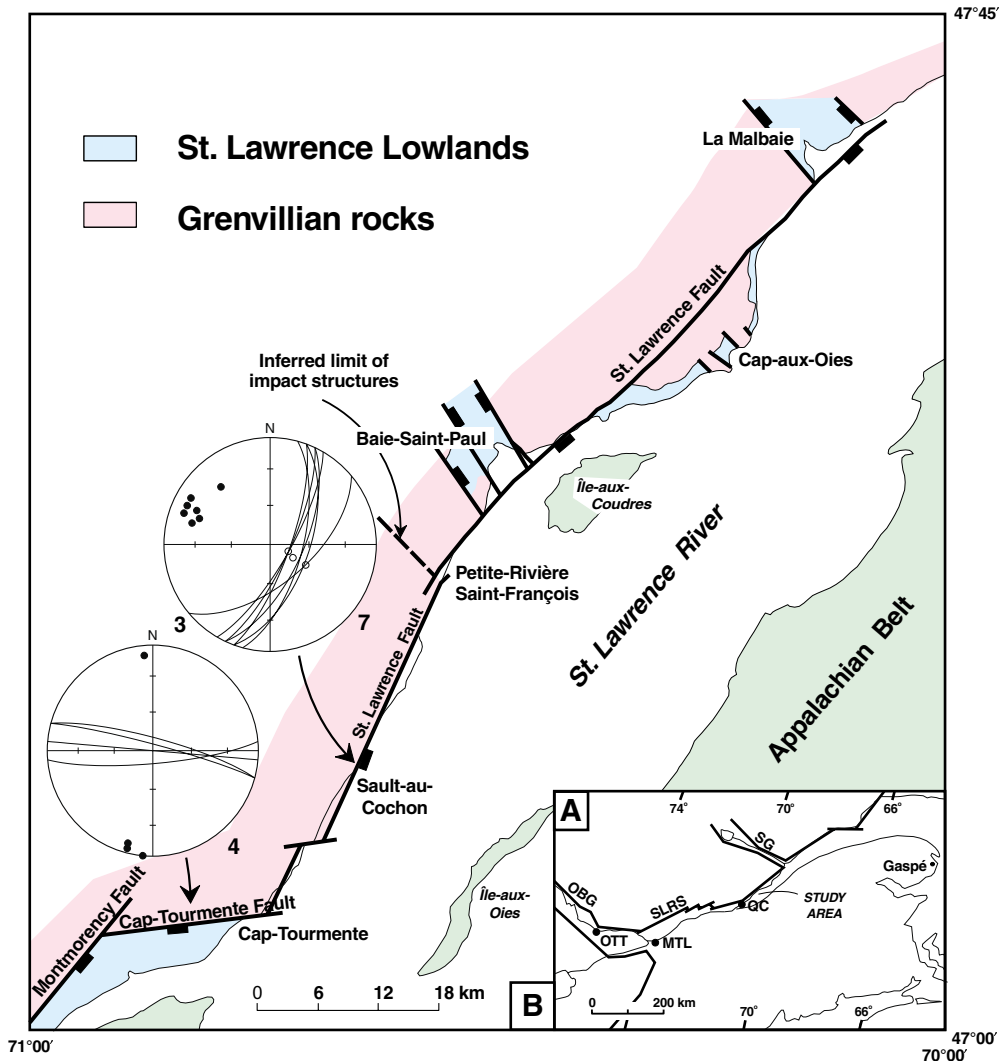 47°45′
St. Lawrence Lowlands
Grenvillian rocks
La Malbaie
St. Lawrence Fault
Cap-aux-Oies
Inferred limit of
impact structures
Baie-Saint-Paul
N
Île-aux-
Coudres
St. Lawrence River
Petite-Rivière
Saint-François
3
7
N
St. Lawrence Fault
Appalachian Belt
Sault-au-
Cochon
4
Montmorency Fault
Cap-Tourmente Fault
Cap-Tourmente
Île-aux-
Oies
0 6 12 18 km
A
74° 70° 66°
SG
Gaspé
OBG
SLRS
QC
STUDY
AREA
OTT
MTL
0 200 km
B
70° 66°
71°00′
47°00′
70°00′